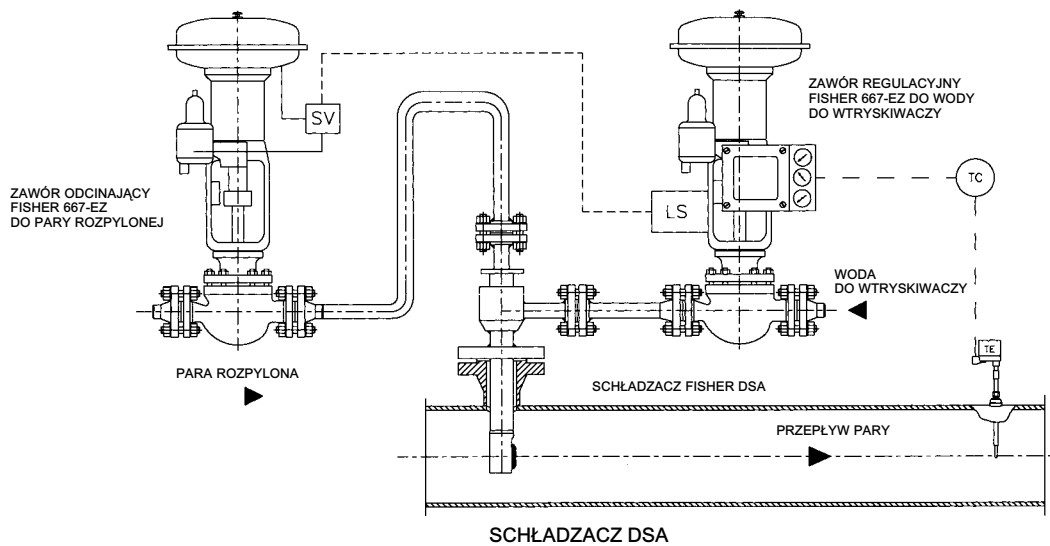 ZAWÓR REGULACYJNY
FISHER 667-EZ DO WODY
DO WTRYSKIWACZY
SV
TC
ZAWÓR ODCINAJĄCY
FISHER 667-EZ
DO PARY ROZPYLONEJ
LS
WODA
DO WTRYSKIWACZY
TE
PARA ROZPYLONA
SCHŁADZACZ FISHER DSA
PRZEPŁYW PARY
SCHŁADZACZ DSA